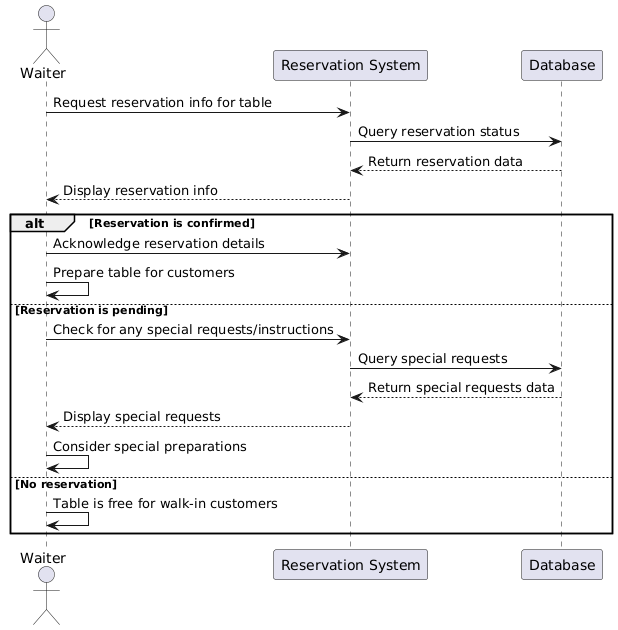 Waiter
Reservation System
Database
Request reservation info for table
Query reservation status
Return reservation data
Display reservation info
alt
[Reservation is confirmed]
Acknowledge reservation details
Prepare table for customers
[Reservation is pending]
Check for any special requests/instructions
Query special requests
Return special requests data
Display special requests
Consider special preparations
[No reservation]
Table is free for walk-in customers
Waiter
Reservation System
Database